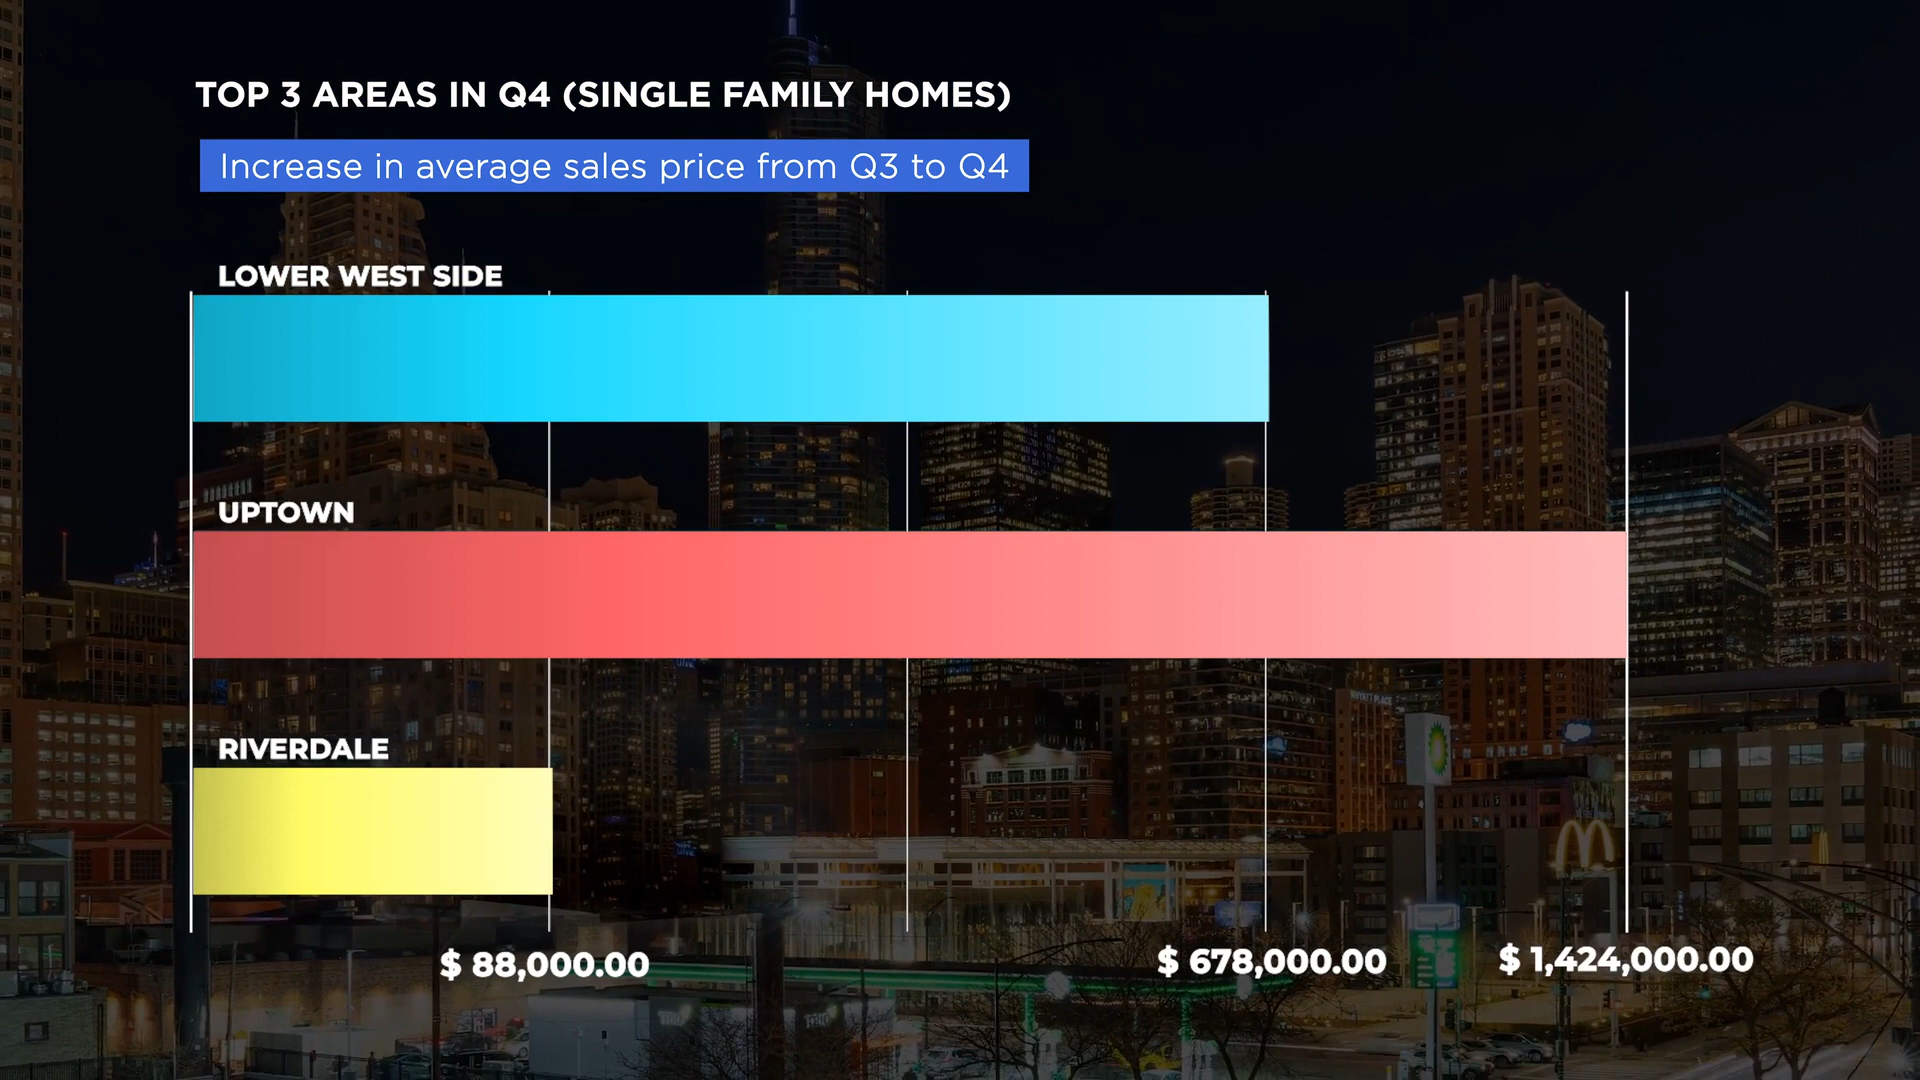 TOP 3 AREAS IN Q4 (SINGLE FAMILY HOMES)
Increase in average sales price from Q3 to Q4
LOWER WEST SIDE
UPTOWN
RIVERDALE
$ 88,000.00
$ 678,000.00
$ 1,424,000.00